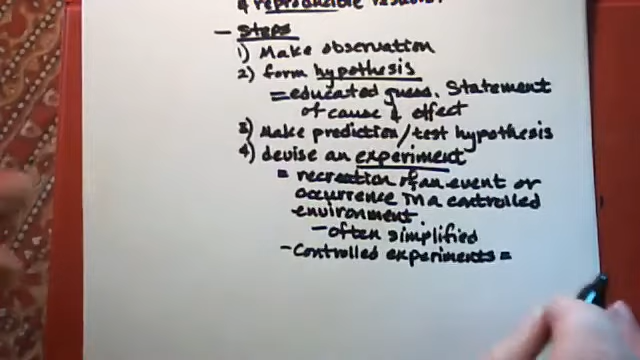 & reproducible results.
- Steps
1) Make observation
2) form hypothesis
= educated guess. Statement
of cause & effect
3) Make prediction/test hypothesis
4) devise an experiment
= recreation of an event or
occurrence in a controlled
environment.
- often simplified
- Controlled experiments =